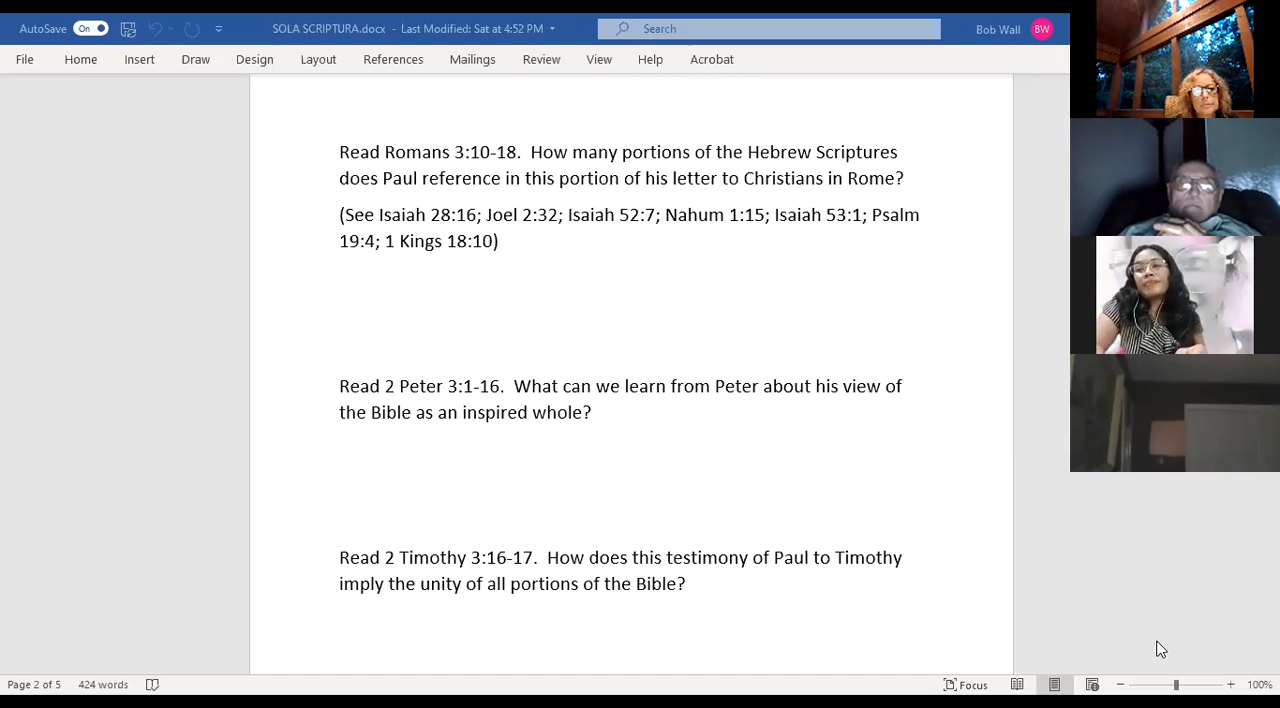 AutoSave On SOLA SCRIPTURA.docx - Last Modified: Sat at 4:52 PM Search Bob Wall BW
File Home Insert Draw Design Layout References Mailings Review View Help Acrobat
Read Romans 3:10-18. How many portions of the Hebrew Scriptures
does Paul reference in this portion of his letter to Christians in Rome?
(See Isaiah 28:16; Joel 2:32; Isaiah 52:7; Nahum 1:15; Isaiah 53:1; Psalm
19:4; 1 Kings 18:10)
Read 2 Peter 3:1-16. What can we learn from Peter about his view of
the Bible as an inspired whole?
Read 2 Timothy 3:16-17. How does this testimony of Paul to Timothy
imply the unity of all portions of the Bible?
Page 2 of 5 424 words Focus 100%